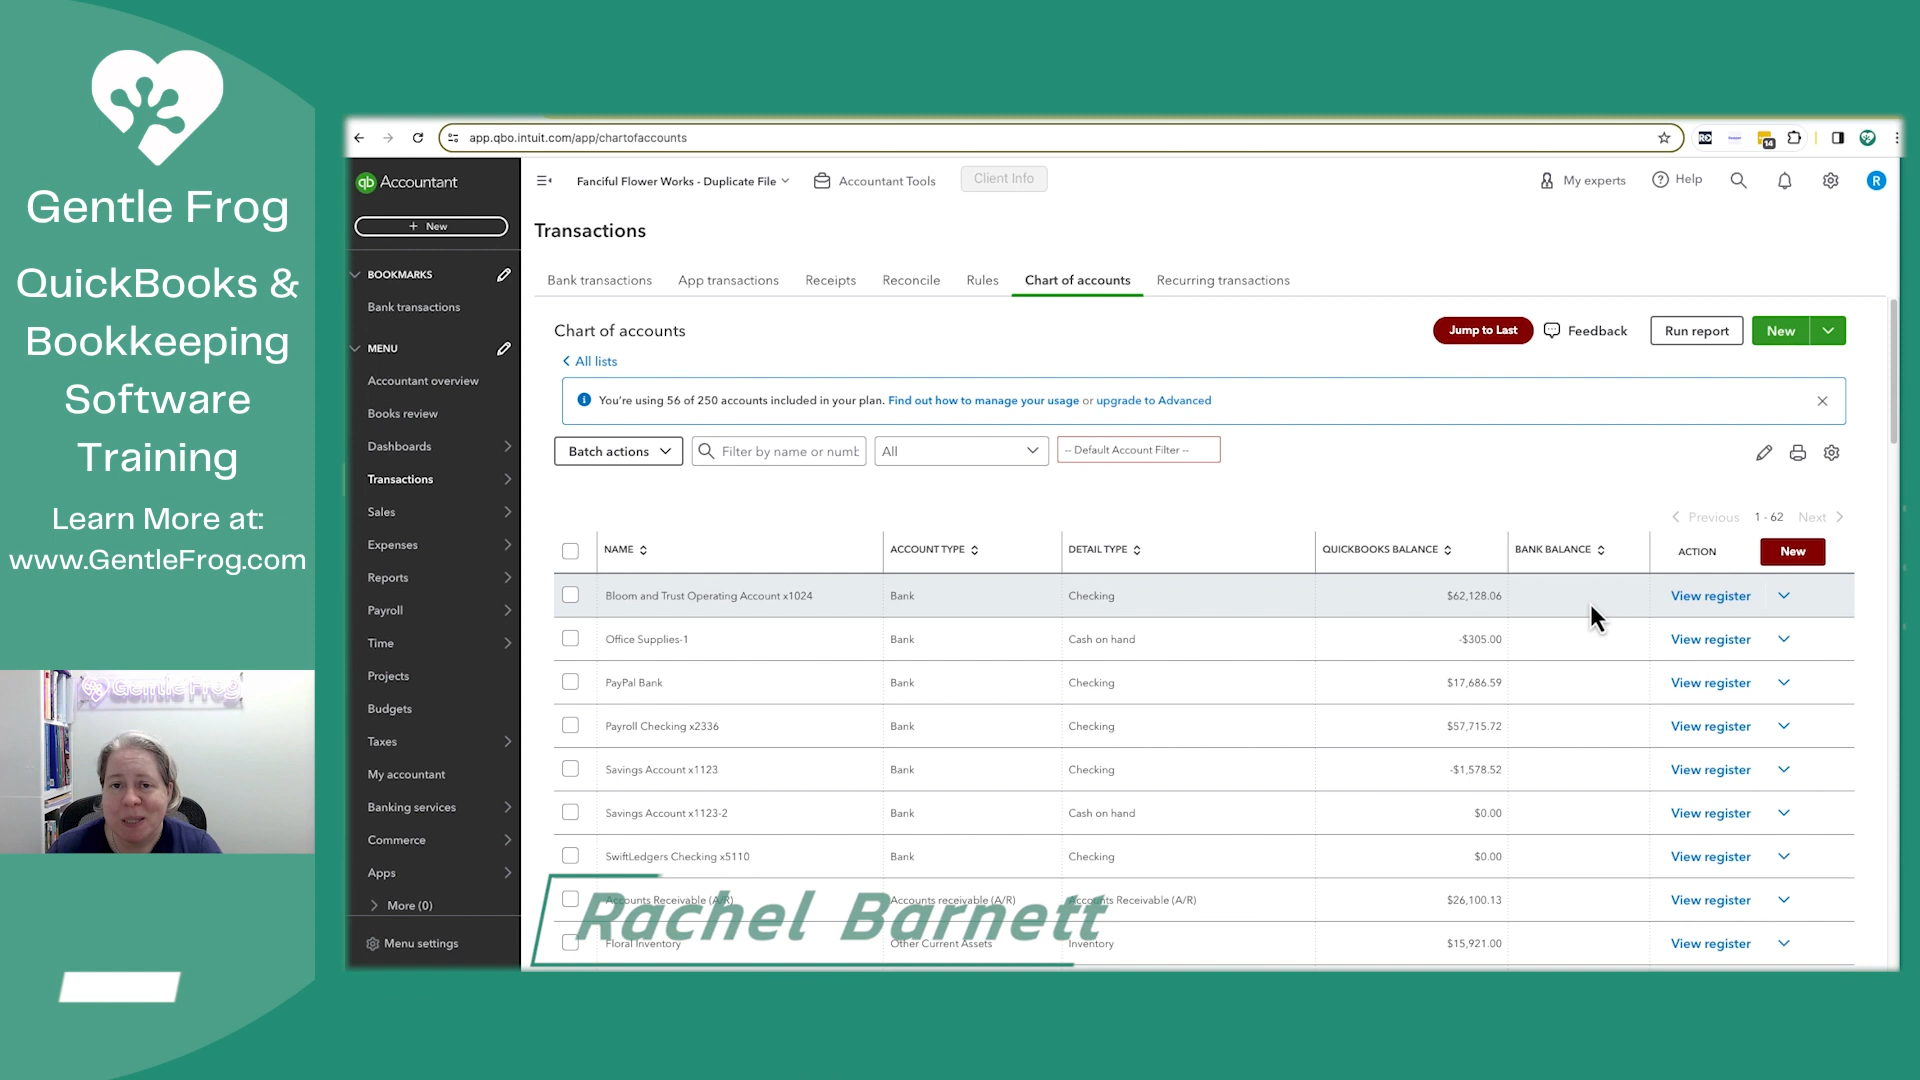 Gentle Frog
QuickBooks &
Bookkeeping
Software
Training
Learn More at:
www.GentleFrog.com
Gentle Frog
app.qbo.intuit.com/app/chartofaccounts
14
qb Accountant
Fanciful Flower Works - Duplicate File
Accountant Tools
Client Info
My experts
Help
R
+ New
BOOKMARKS
Bank transactions
MENU
Accountant overview
Books review
Dashboards
Transactions
Sales
Expenses
Reports
Payroll
Time
Projects
Budgets
Taxes
My accountant
Banking services
Commerce
Apps
More (0)
Menu settings
Transactions
Bank transactions App transactions Receipts Reconcile Rules Chart of accounts Recurring transactions
Chart of accounts
Jump to Last Feedback Run report New
All lists
You're using 56 of 250 accounts included in your plan. Find out how to manage your usage or upgrade to Advanced
Batch actions Filter by name or numb All -- Default Account Filter --
Previous 1 - 62 Next
NAME ACCOUNT TYPE DETAIL TYPE QUICKBOOKS BALANCE BANK BALANCE ACTION New
Bloom and Trust Operating Account x1024 Bank Checking $62,128.06 View register
Office Supplies-1 Bank Cash on hand -$305.00 View register
PayPal Bank Bank Checking $17,686.59 View register
Payroll Checking x2336 Bank Checking $57,715.72 View register
Savings Account x1123 Bank Checking -$1,578.52 View register
Savings Account x1123-2 Bank Cash on hand $0.00 View register
SwiftLedgers Checking x5110 Bank Checking $0.00 View register
Accounts Receivable (A/R) Accounts receivable (A/R) Accounts Receivable (A/R) $26,100.13 View register
Floral Inventory Other Current Assets Inventory $15,921.00 View register
Rachel Barnett